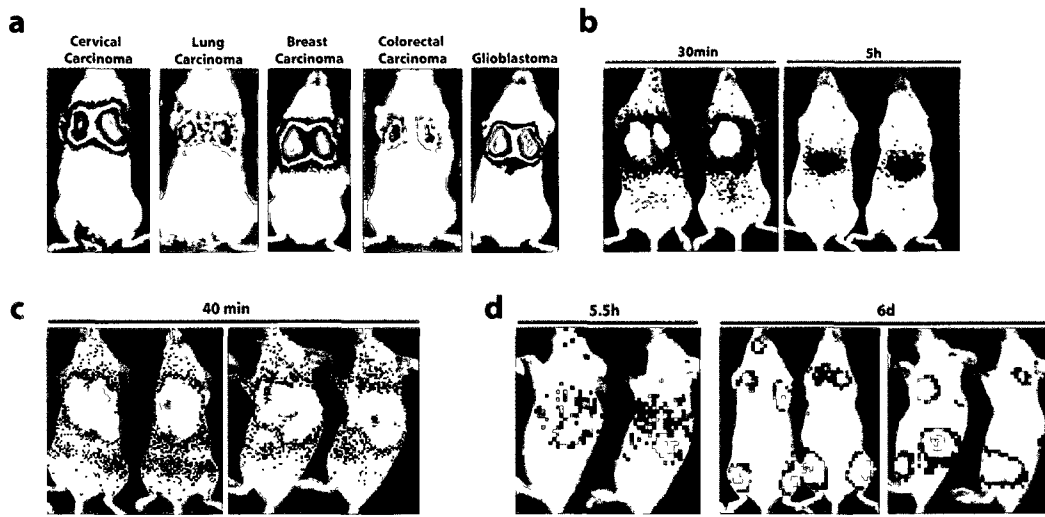 a
Cervical Carcinoma
Lung Carcinoma
Breast Carcinoma
Colorectal Carcinoma
Glioblastoma
b
30min
5h
c
40 min
d
5.5h
6d